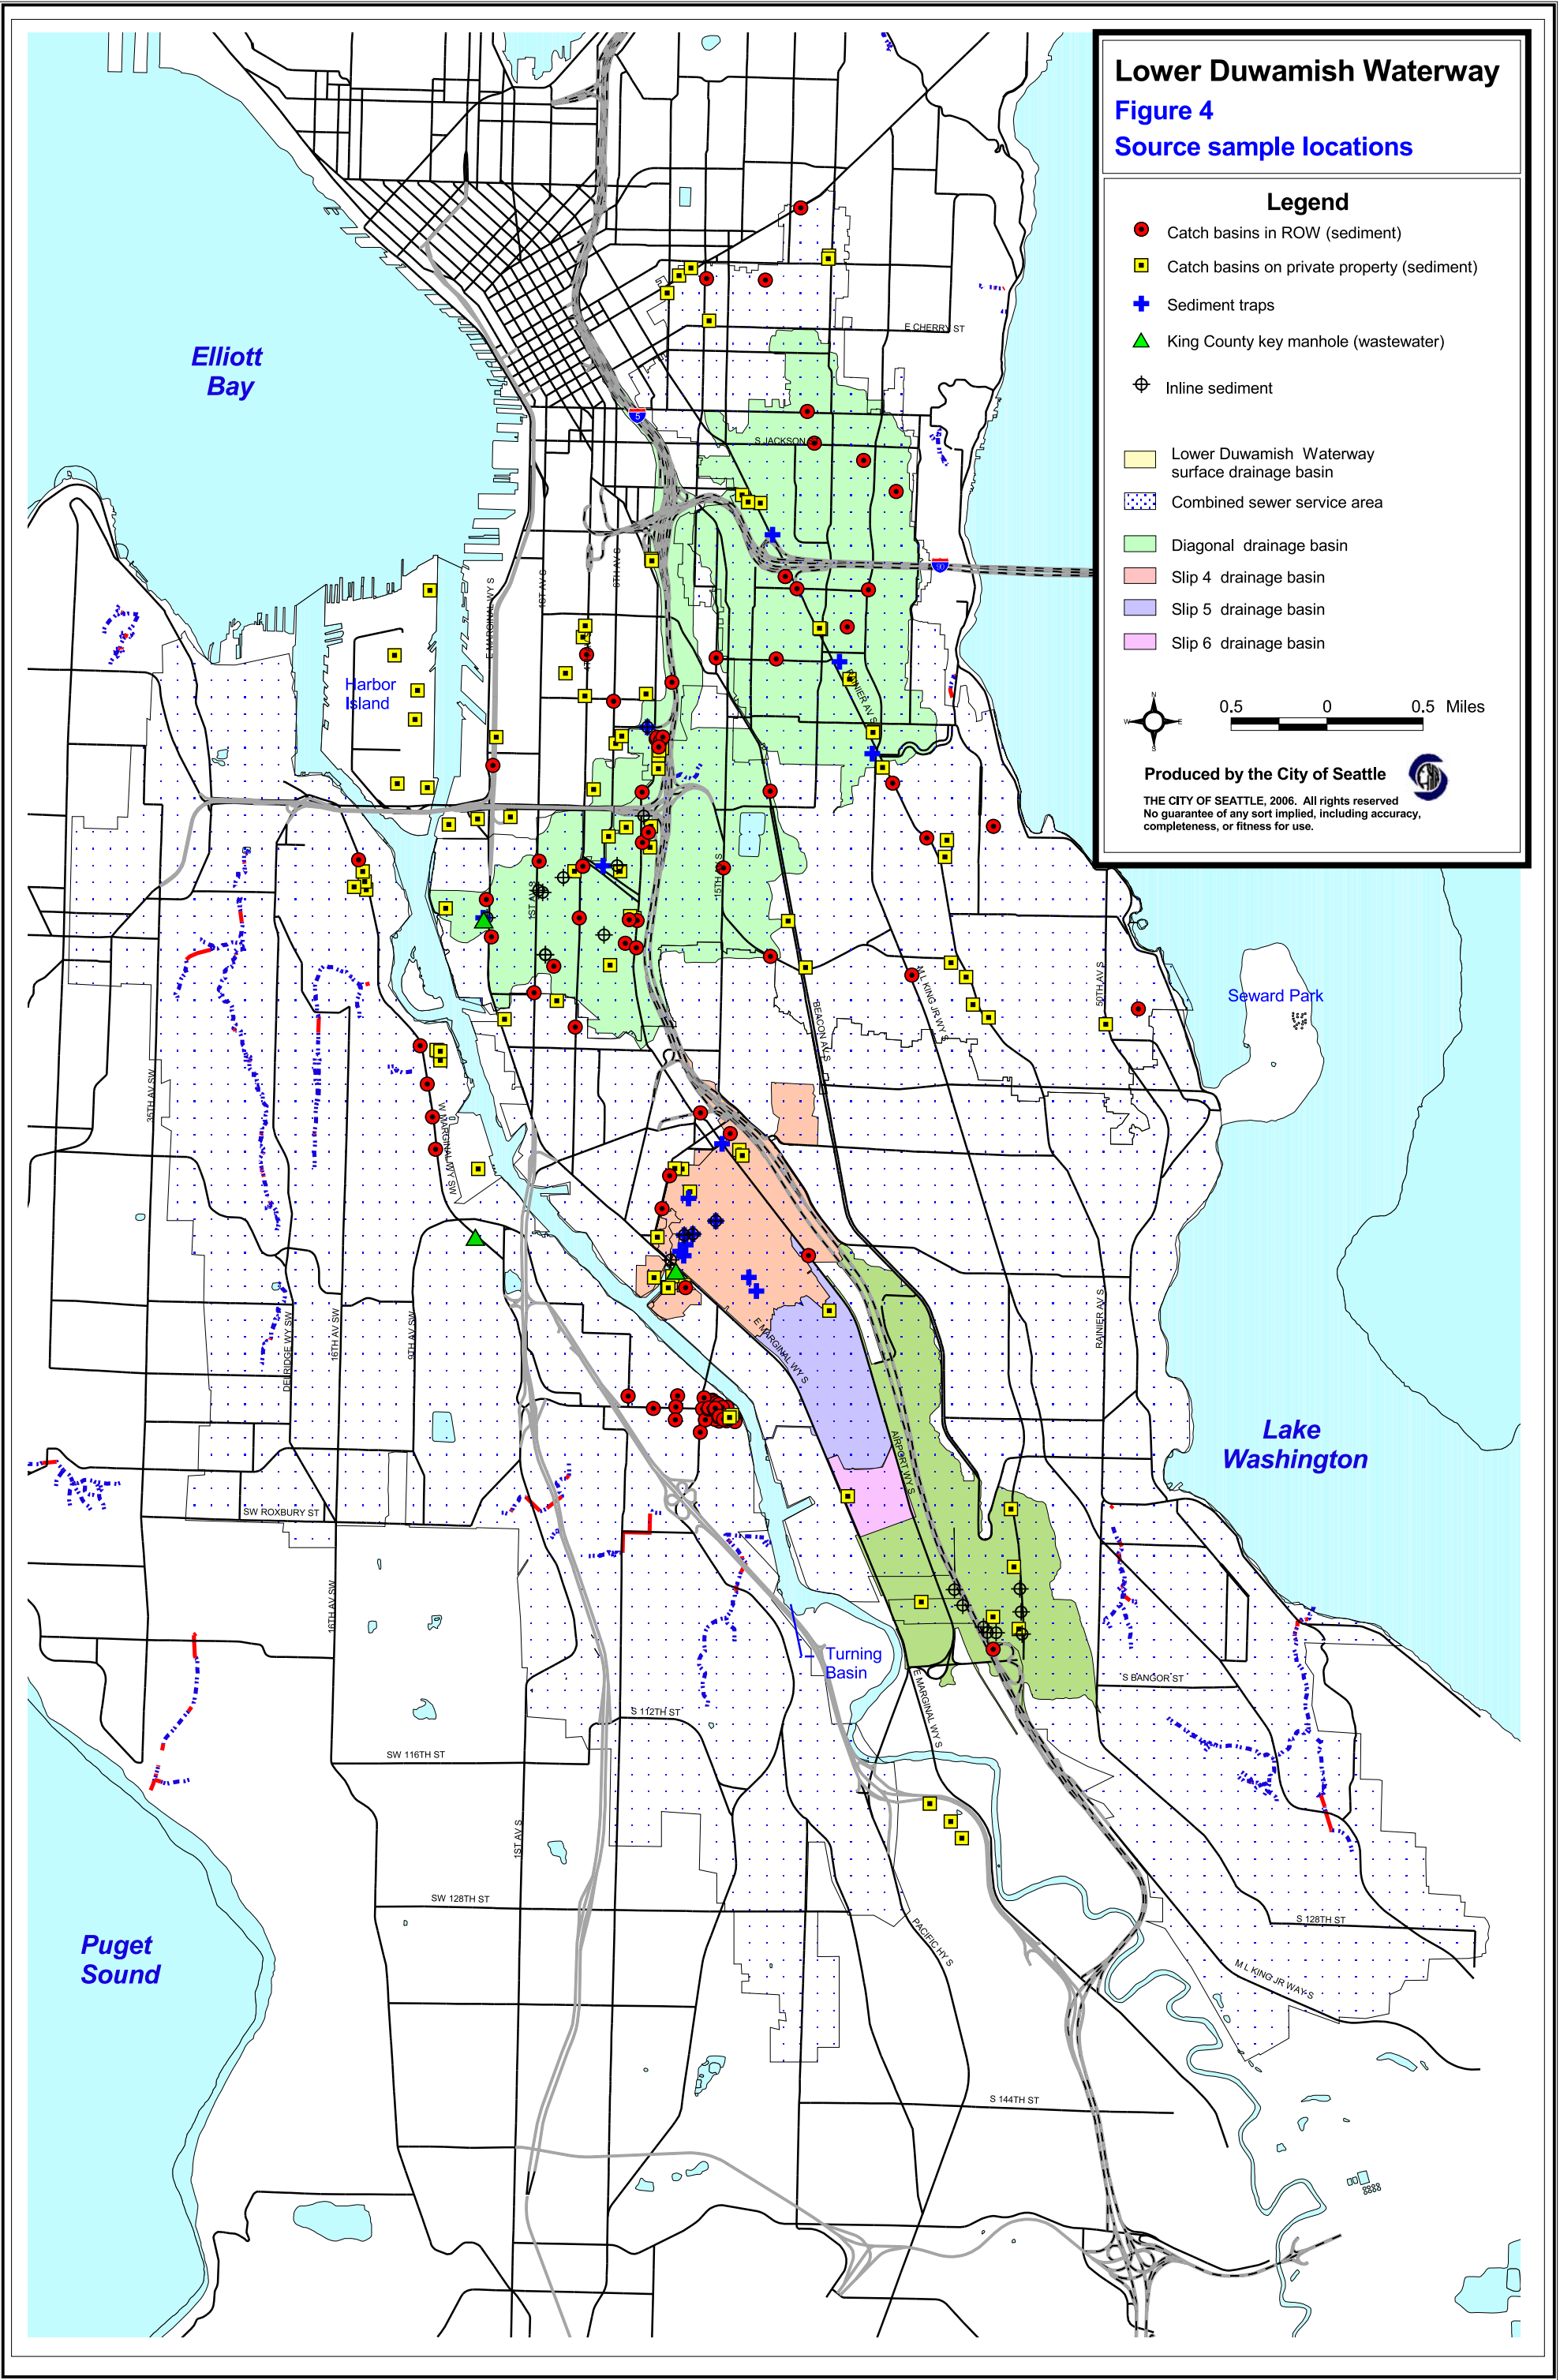 Lower Duwamish Waterway
Figure 4
Source sample locations
Legend
Catch basins in ROW (sediment)
Catch basins on private property (sediment)
Sediment traps
King County key manhole (wastewater)
Inline sediment
Lower Duwamish Waterway
surface drainage basin
Combined sewer service area
Diagonal drainage basin
Slip 4 drainage basin
Slip 5 drainage basin
Slip 6 drainage basin
N
W
E
S
0.5
0
0.5 Miles
Produced by the City of Seattle
THE CITY OF SEATTLE, 2006. All rights reserved
No guarantee of any sort implied, including accuracy,
completeness, or fitness for use.
E CHERRY ST
Elliott
Bay
5
S JACKSON
E MARGINAL WY S
1ST AV S
6TH AV S
Harbor
Island
15TH AV S
1ST AV S
M L KING JR WY S
50TH AV S
Seward Park
BEACON AV S
35TH AV SW
W MARGINAL WY SW
E MARGINAL WY S
RAINIER AV S
DELRIDGE WY SW
16TH AV SW
9TH AV SW
AIRPORT WY S
Lake
Washington
SW ROXBURY ST
16TH AV SW
Turning
Basin
S BANGOR ST
E MARGINAL WY S
S 112TH ST
SW 116TH ST
1ST AV S
SW 128TH ST
PACIFIC HY S
S 128TH ST
M L KING JR WAY S
Puget
Sound
S 144TH ST